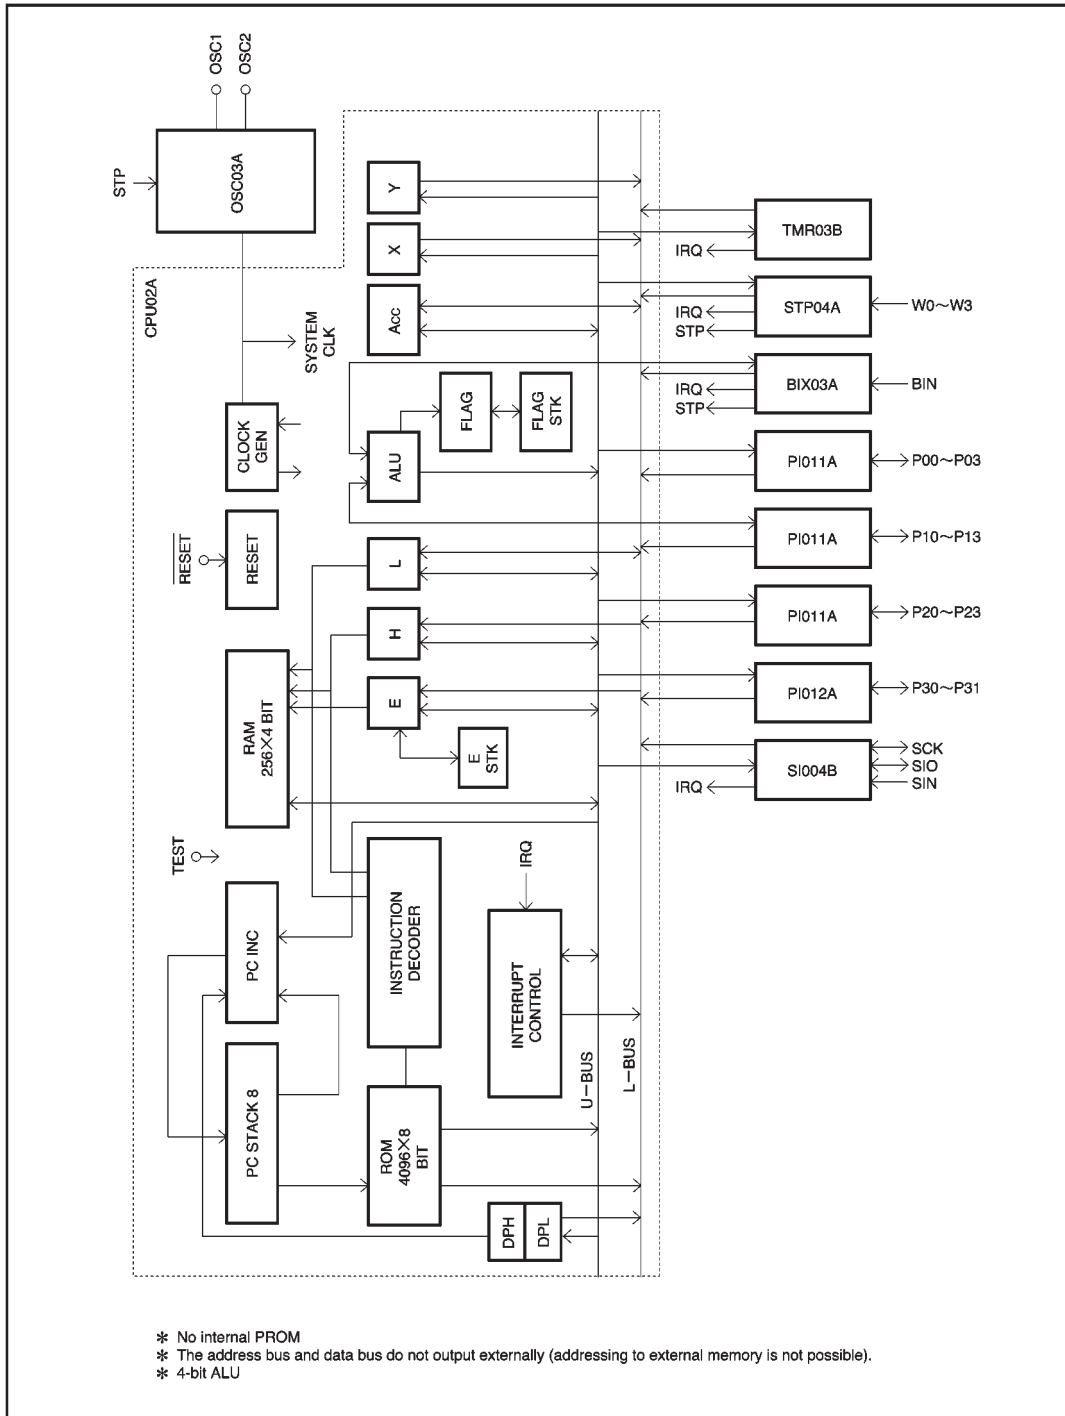 OSC1
OSC2
STP
OSC03A
CPU02A
SYSTEM
CLK
CLOCK
GEN
RESET
RESET
RAM
256×4 BIT
TEST
PC INC
PC STACK 8
Y
X
Acc
ALU
FLAG
FLAG
STK
L
H
E
E
STK
INSTRUCTION
DECODER
ROM
4096×8
BIT
IRQ
INTERRUPT
CONTROL
DPH
DPL
U-BUS
L-BUS
TMR03B
IRQ
STP04A
W0~W3
IRQ
STP
BIX03A
BIN
IRQ
STP
PI011A
P00~P03
PI011A
P10~P13
PI011A
P20~P23
PI012A
P30~P31
SI004B
SCK
SIO
SIN
IRQ
* No internal PROM
* The address bus and data bus do not output externally (addressing to external memory is not possible).
* 4-bit ALU